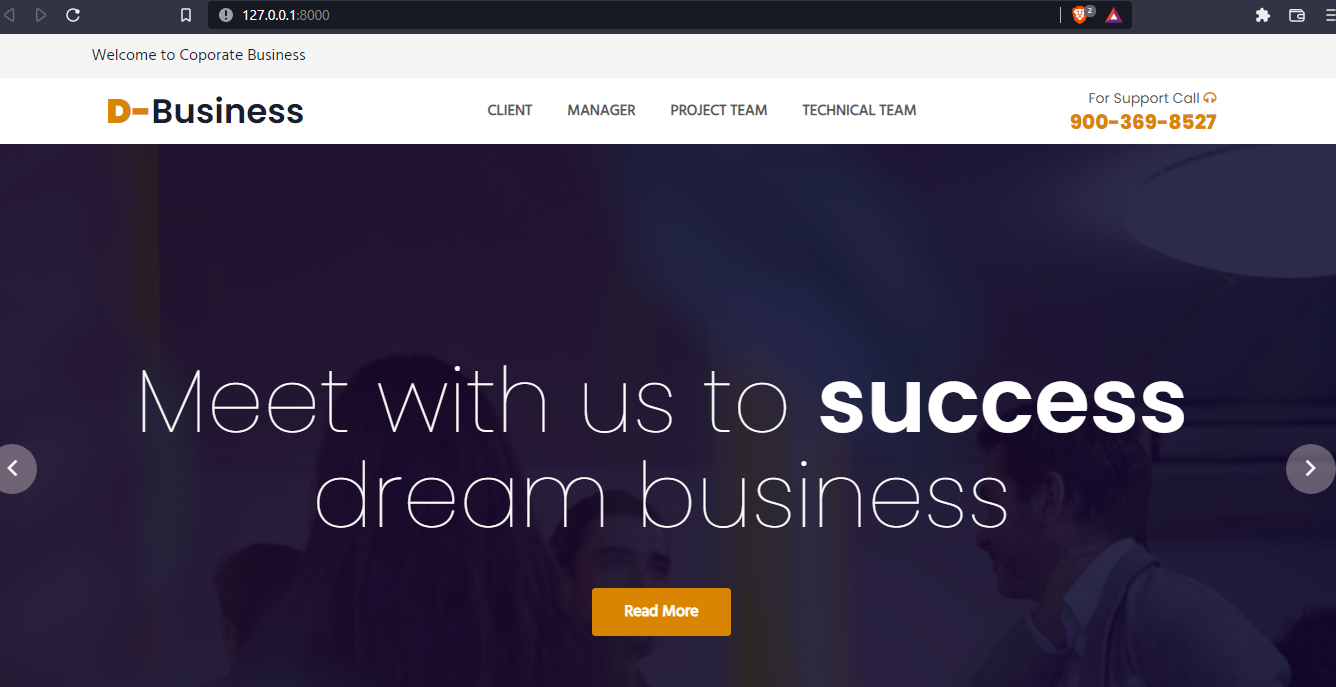 127.0.0.1:8000
2
Welcome to Coporate Business
D-Business
CLIENT MANAGER PROJECT TEAM TECHNICAL TEAM
For Support Call
900-369-8527
Meet with us to success
dream business
Read More